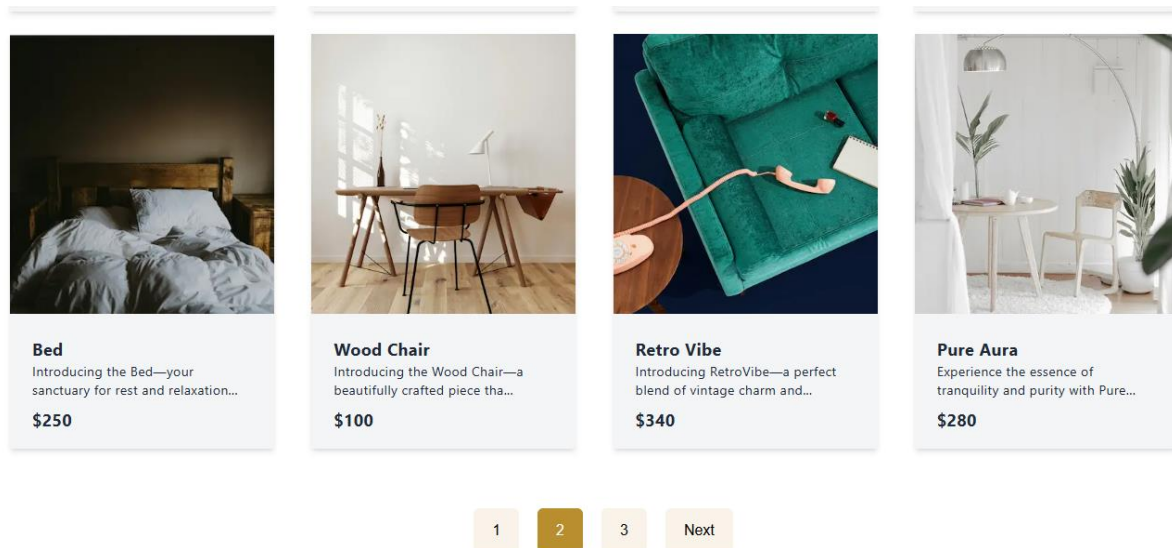 Bed
Introducing the Bed—your
sanctuary for rest and relaxation...
$250
Wood Chair
Introducing the Wood Chair—a
beautifully crafted piece tha...
$100
Retro Vibe
Introducing RetroVibe—a perfect
blend of vintage charm and...
$340
Pure Aura
Experience the essence of
tranquility and purity with Pure...
$280
1 2 3 Next